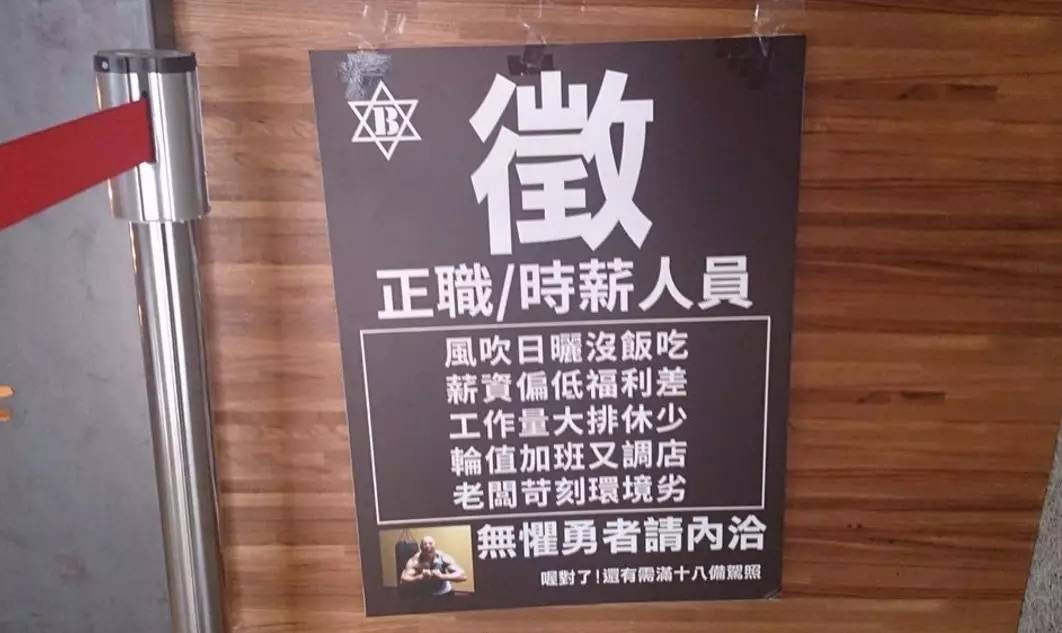 B
徵
正職/時薪人員
風吹日曬沒飯吃
薪資偏低福利差
工作量大排休少
輪值加班又調店
老闆苛刻環境劣
無懼勇者請內洽
喔對了!還有需滿十八備駕照